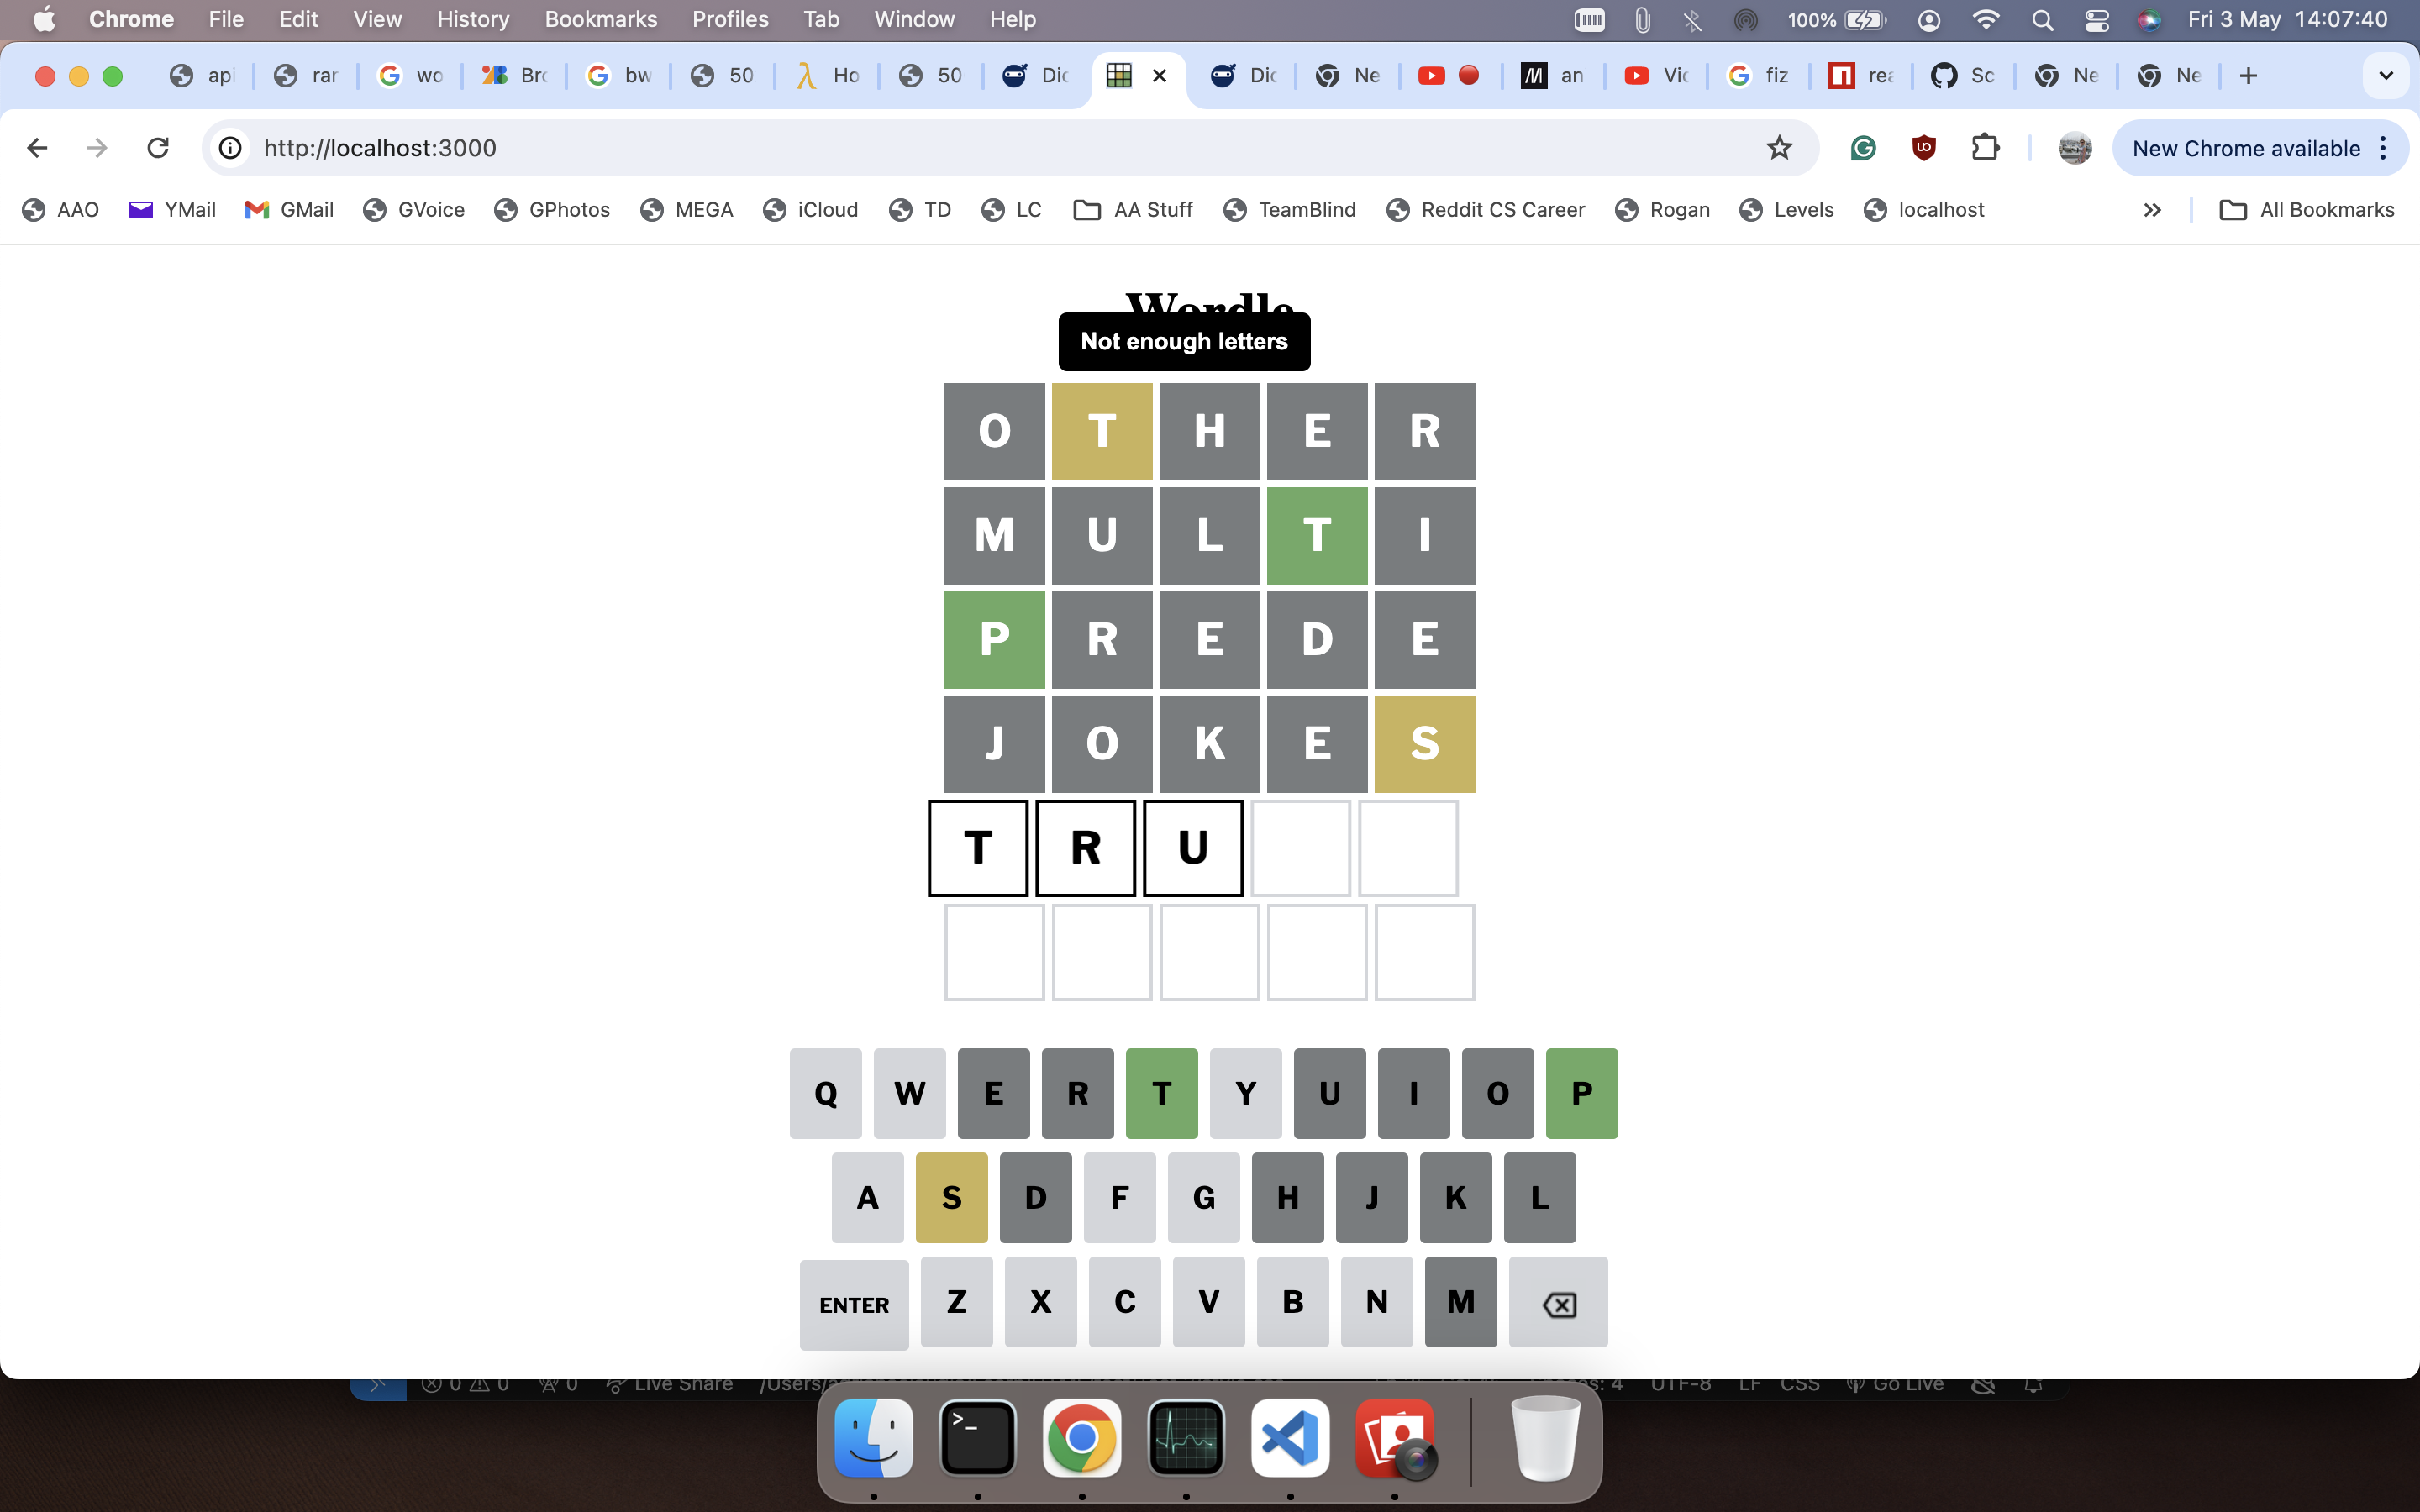 Chrome File Edit View History Bookmarks Profiles Tab Window Help 100% Fri 3 May 14:07:40
api rar wo Bro bw 50 Ho 50 Dic Dic Ne an Vic fiz rea Sc Ne Ne
http://localhost:3000 New Chrome available
AAO YMail GMail GVoice GPhotos MEGA iCloud TD LC AA Stuff TeamBlind Reddit CS Career Rogan Levels localhost All Bookmarks
Wordle
Not enough letters
O T H E R
M U L T I
P R E D E
J O K E S
T R U
Q W E R T Y U I O P
A S D F G H J K L
ENTER Z X C V B N M
0 0 0 Live Share /Users/ : 4 UTF-8 LF CSS Go Live